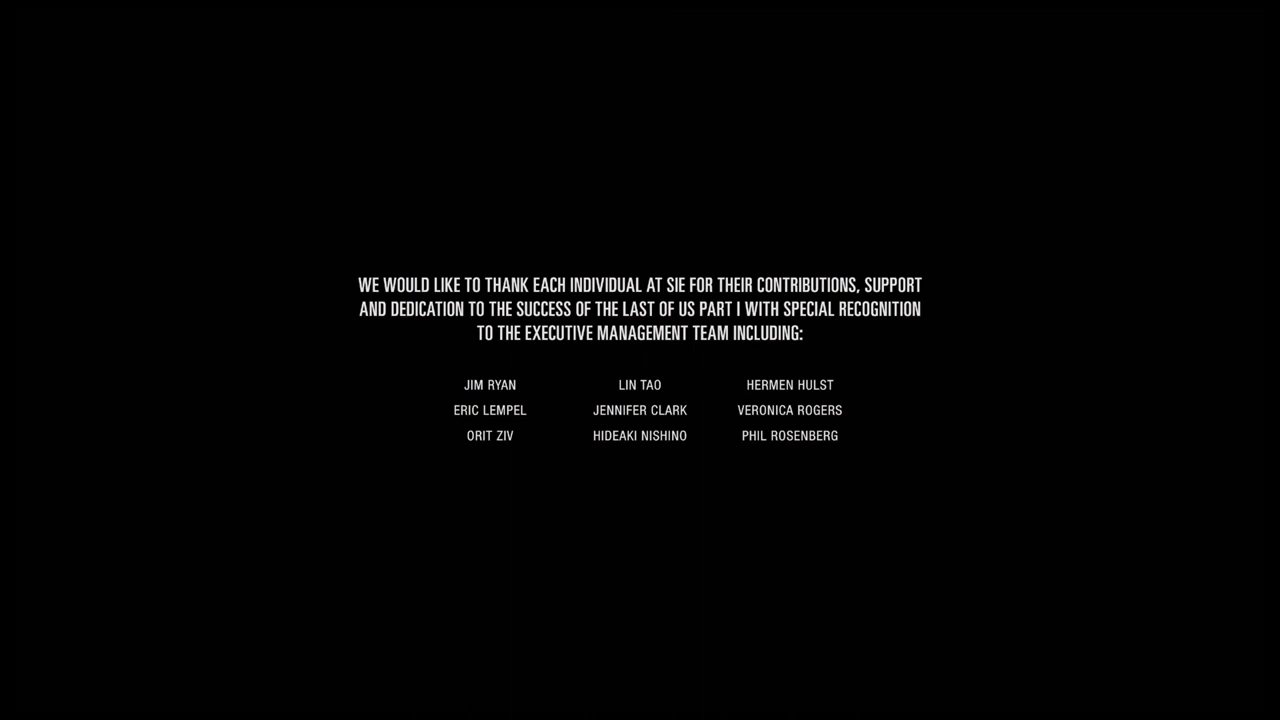 WE WOULD LIKE TO THANK EACH INDIVIDUAL AT SIE FOR THEIR CONTRIBUTIONS, SUPPORT
AND DEDICATION TO THE SUCCESS OF THE LAST OF US PART I WITH SPECIAL RECOGNITION
TO THE EXECUTIVE MANAGEMENT TEAM INCLUDING:
JIM RYAN LIN TAO HERMEN HULST
ERIC LEMPEL JENNIFER CLARK VERONICA ROGERS
ORIT ZIV HIDEAKI NISHINO PHIL ROSENBERG